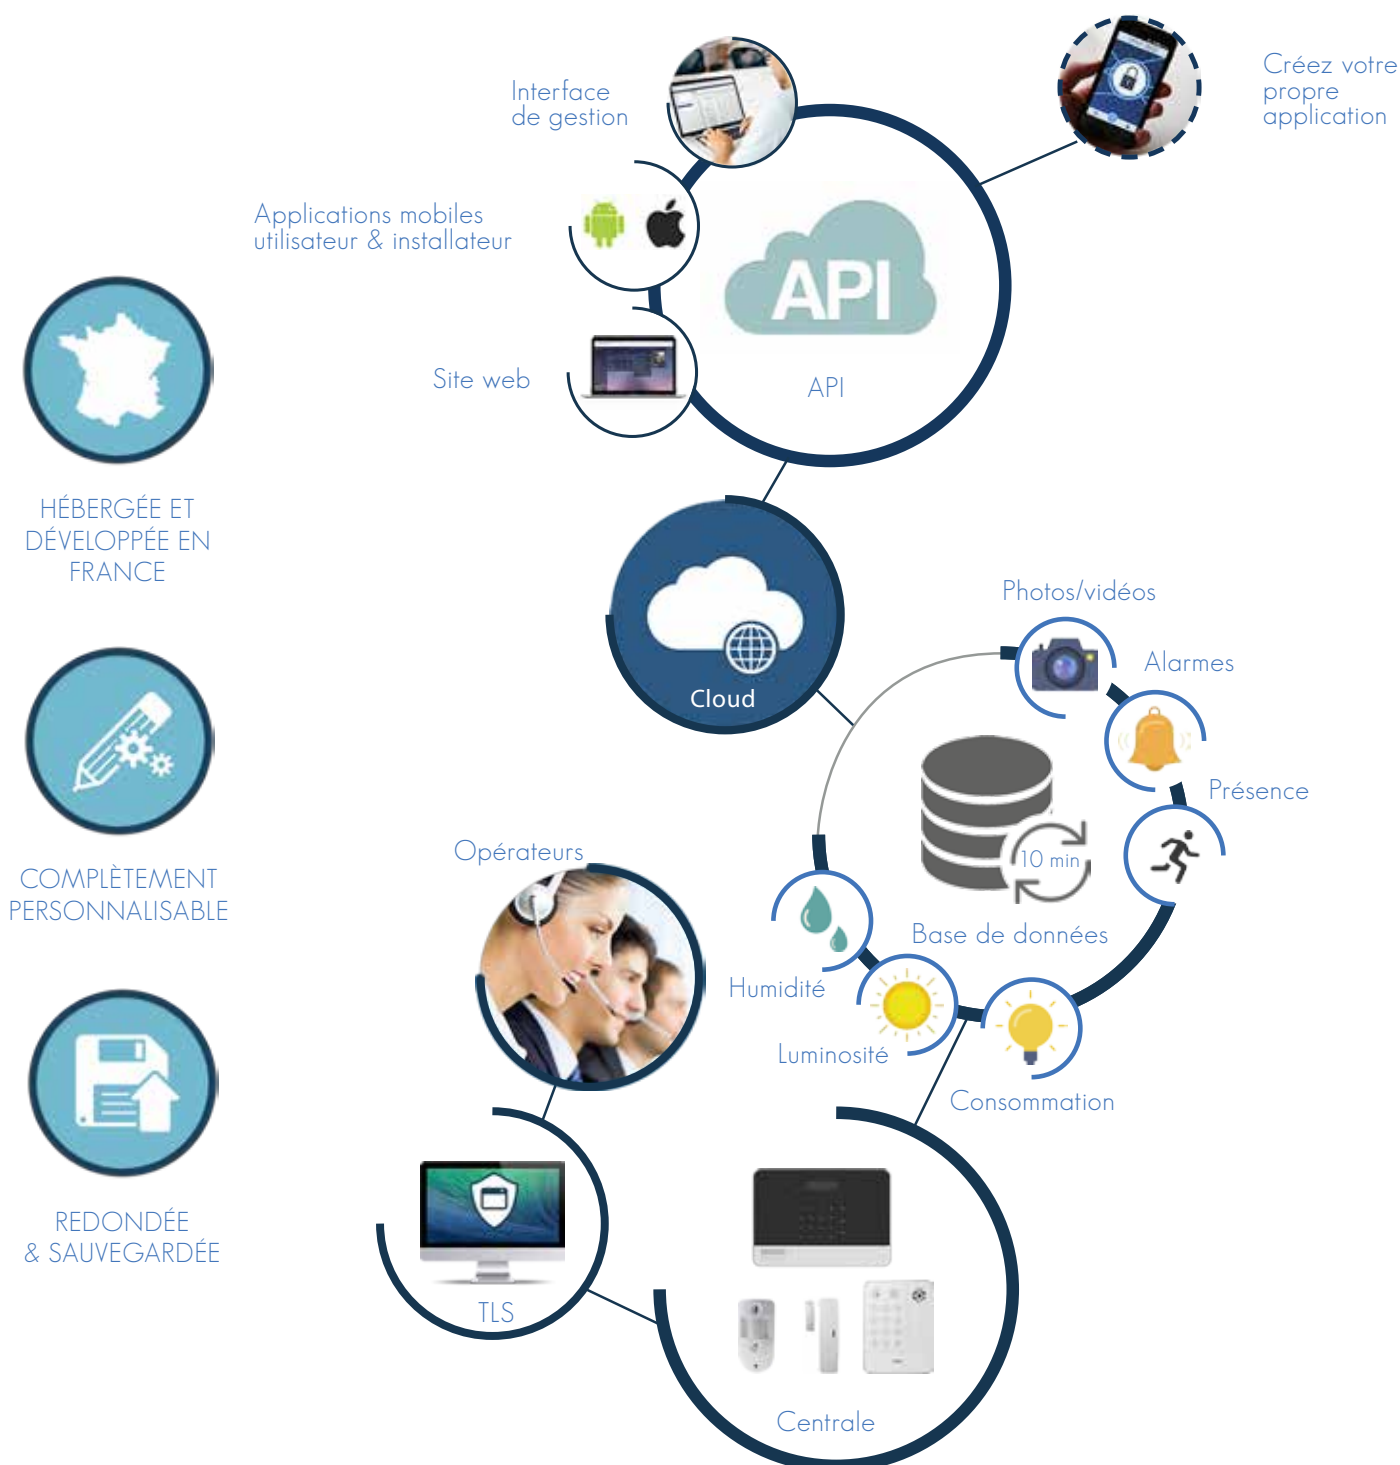 Interface
de gestion
Créez votre
propre
application
Applications mobiles
utilisateur & installateur
API
Site web
API
HÉBERGÉE ET
DÉVELOPPÉE EN
FRANCE
Cloud
Photos/vidéos
Alarmes
Présence
10 min
Base de données
Humidité
Luminosité
Consommation
COMPLÈTEMENT
PERSONNALISABLE
Opérateurs
REDONDÉE
& SAUVEGARDÉE
TLS
Centrale